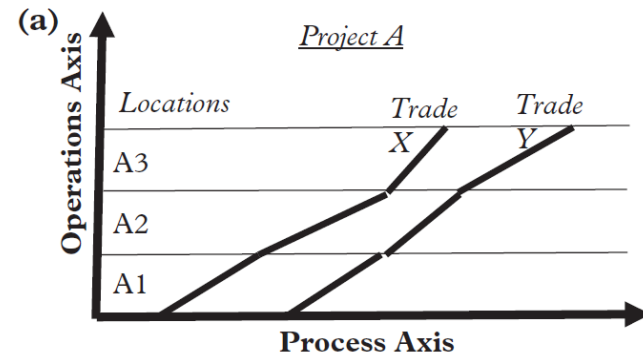 (a)
Project A
Operations Axis
Locations
Trade X
Trade Y
A3
A2
A1
Process Axis